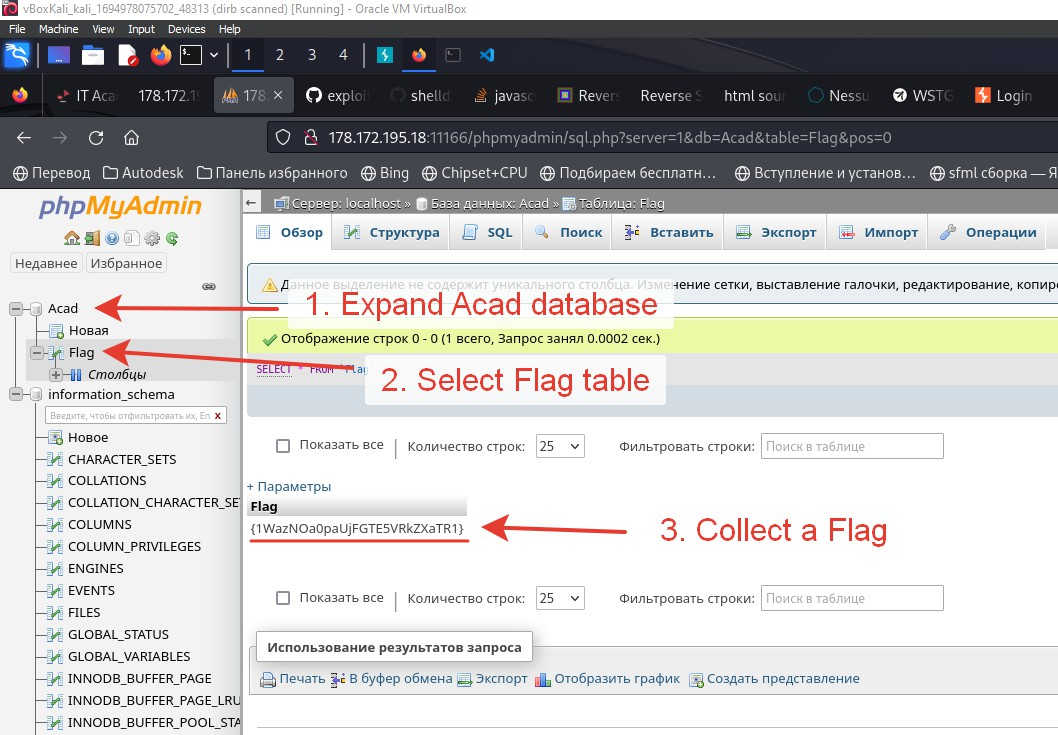 vBoxKali_kali_1694978075702_48313 (dirb scanned) [Running] - Oracle VM VirtualBox
File Machine View Input Devices Help
1 2 3 4
IT Aca 178.172.1 178. exploi shelld javasc Revers Reverse S html sour Nessu WSTG Login
178.172.195.18:11166/phpmyadmin/sql.php?server=1&db=Acad&table=Flag&pos=0
Перевод Autodesk Панель избранного Bing Chipset+CPU Подбираем бесплатн... Вступление и установ... sfml сборка — Я
phpMyAdmin
Недавнее Избранное
Acad
Новая
Flag
Столбцы
information_schema
Введите, чтобы отфильтровать их, En X
Новое
CHARACTER_SETS
COLLATIONS
COLLATION_CHARACTER_SE
COLUMNS
COLUMN_PRIVILEGES
ENGINES
EVENTS
FILES
GLOBAL_STATUS
GLOBAL_VARIABLES
INNODB_BUFFER_PAGE
INNODB_BUFFER_PAGE_LRU
INNODB_BUFFER_POOL_STA
Сервер: localhost » База данных: Acad » Таблица: Flag
Обзор Структура SQL Поиск Вставить Экспорт Импорт Операции
Данное выделение не содержит уникального столбца. Изменение сетки, выставление галочки, редактирование, копиро
1. Expand Acad database
Отображение строк 0 - 0 (1 всего, Запрос занял 0.0002 сек.)
SELECT * FROM `Flag`
2. Select Flag table
Показать все Количество строк: 25 Фильтровать строки: Поиск в таблице
+ Параметры
Flag
{1WazNOa0paUjFGTE5VRkZXaTR1}
3. Collect a Flag
Показать все Количество строк: 25 Фильтровать строки: Поиск в таблице
Использование результатов запроса
Печать В буфер обмена Экспорт Отобразить график Создать представление